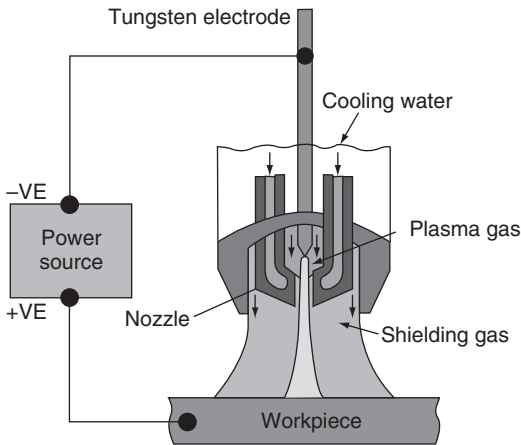 Tungsten electrode
Cooling water
–VE
Power
source
Plasma gas
+VE
Nozzle
Shielding gas
Workpiece